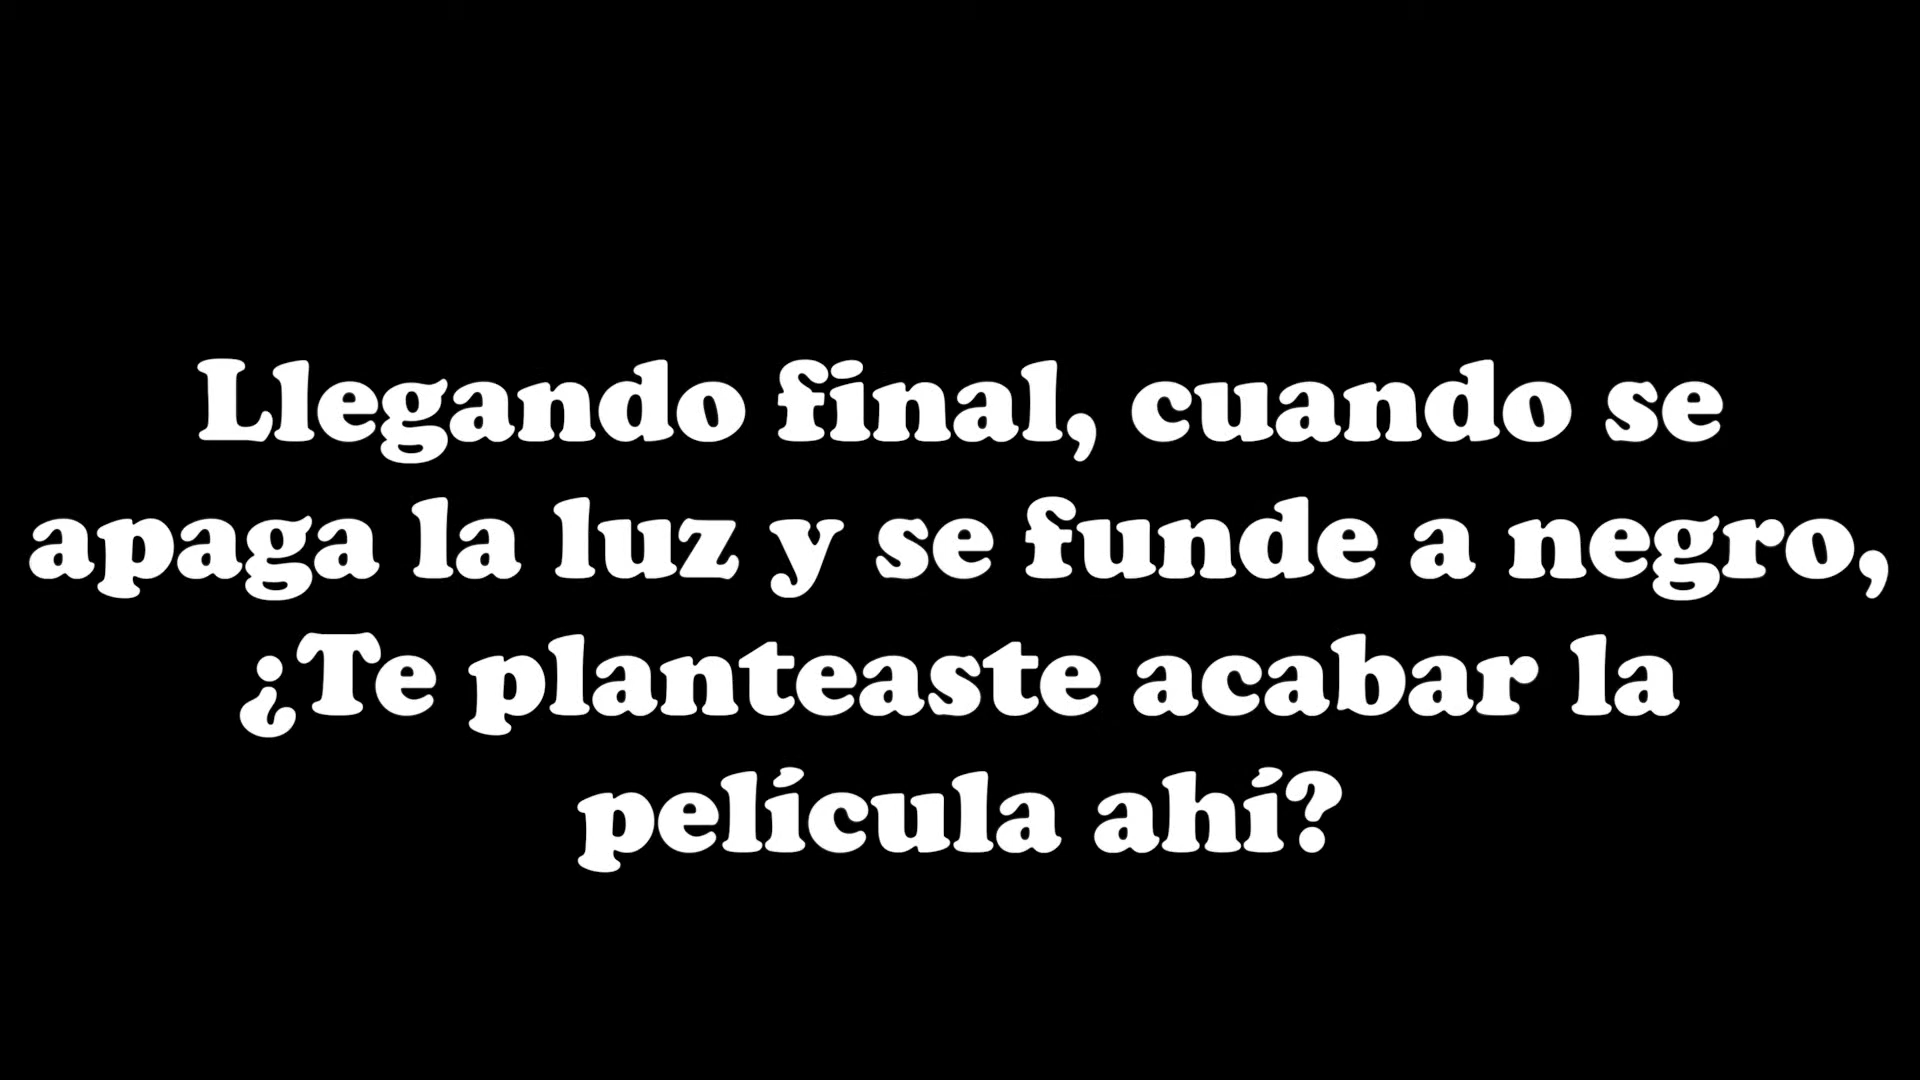 Llegando final, cuando se
apaga la luz y se funde a negro,
¿Te planteaste acabar la
película ahí?